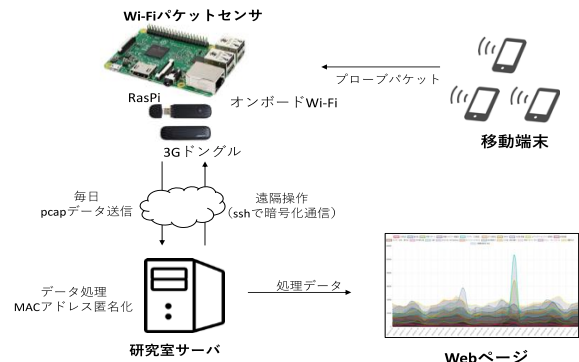 Wi-Fiパケットセンサ
プローブパケット
RasPi
オンボードWi-Fi
移動端末
3Gドングル
毎日
pcapデータ送信
遠隔操作
(sshで暗号化通信)
データ処理
MACアドレス匿名化
処理データ
研究室サーバ
Webページ